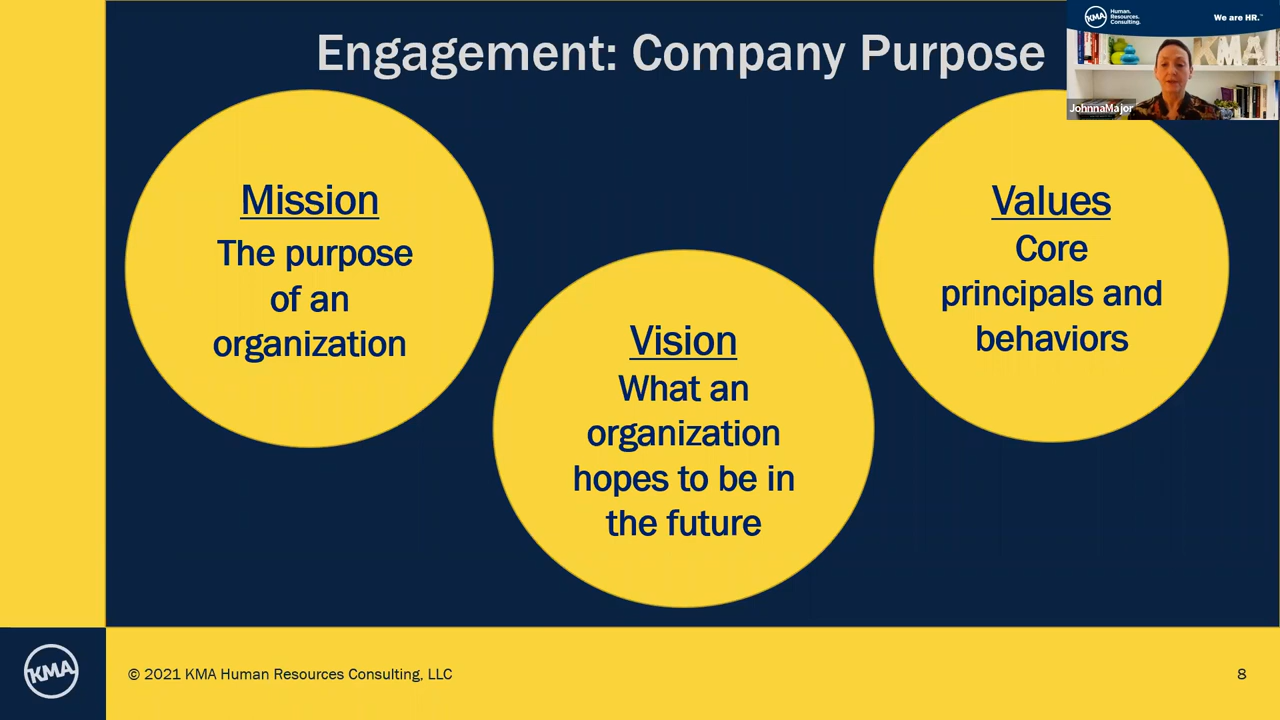 Engagement: Company Purpose
KMA
Human.
Resources.
Consulting.
We are HR.™
KMA
JohnnaMajor
Mission
The purpose
of an
organization
Vision
What an
organization
hopes to be in
the future
Values
Core
principals and
behaviors
KMA
© 2021 KMA Human Resources Consulting, LLC
8